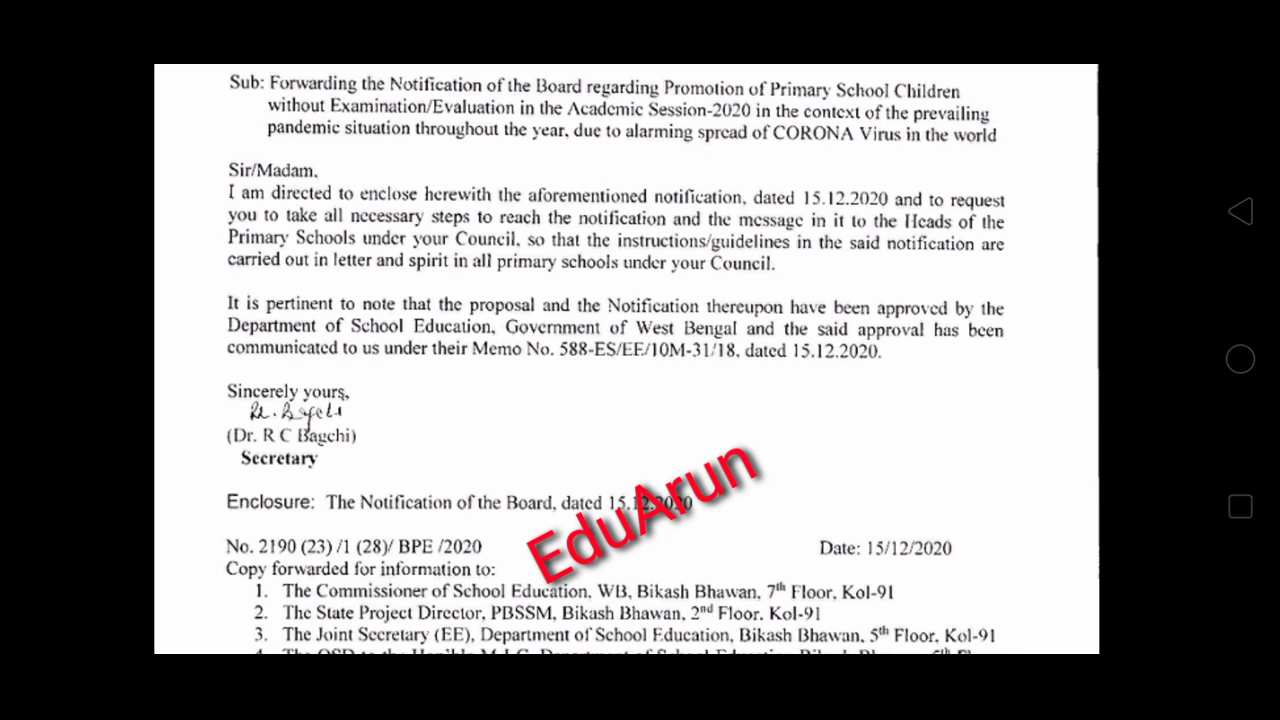 Sub: Forwarding the Notification of the Board regarding Promotion of Primary School Children
without Examination/Evaluation in the Academic Session-2020 in the context of the prevailing
pandemic situation throughout the year, due to alarming spread of CORONA Virus in the world
Sir/Madam,
I am directed to enclose herewith the aforementioned notification, dated 15.12.2020 and to request
you to take all necessary steps to reach the notification and the message in it to the Heads of the
Primary Schools under your Council, so that the instructions/guidelines in the said notification are
carried out in letter and spirit in all primary schools under your Council.
It is pertinent to note that the proposal and the Notification thereupon have been approved by the
Department of School Education, Government of West Bengal and the said approval has been
communicated to us under their Memo No. 588-ES/EE/10M-31/18, dated 15.12.2020.
Sincerely yours,
(Dr. R C Bagchi)
Secretary
EduArun
Enclosure: The Notification of the Board, dated 15.12.2020
No. 2190 (23) /1 (28)/ BPE /2020 Date: 15/12/2020
Copy forwarded for information to:
1. The Commissioner of School Education, WB, Bikash Bhawan, 7th Floor, Kol-91
2. The State Project Director, PBSSM, Bikash Bhawan, 2nd Floor, Kol-91
3. The Joint Secretary (EE), Department of School Education, Bikash Bhawan, 5th Floor, Kol-91